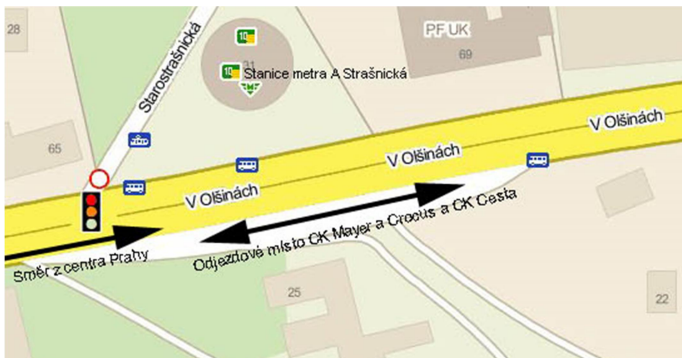 28
PF UK
69
Starostrašnická
10
31
10
Stanice metra A Strašnická
M
65
V Olšinách
V Olšinách
V Olšinách
Odjezdové místo CK Mayer a Crocus a CK Cesta
Směr z centra Prahy
25
22